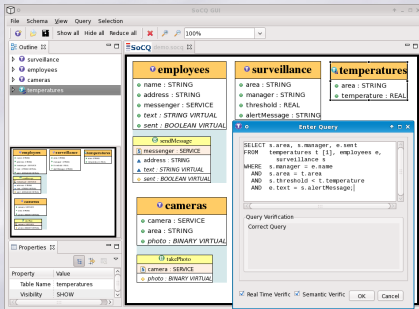 SoCQ GUI
File Schema View Query Selection
Show all Hide all Reduce all
100%
Outline
surveillance
employees
cameras
temperatures
Properties
Property Value
Table Name temperatures
Visibility SHOW
SoCQ
employees
name : STRING
address : STRING
messenger : SERVICE
text : STRING VIRTUAL
sent : BOOLEAN VIRTUAL
sendMessage
messenger : SERVICE
address : STRING
text : STRING VIRTUAL
sent : BOOLEAN VIRTUAL
surveillance
area : STRING
manager : STRING
threshold : REAL
alertMessage : STRING
temperatures
area : STRING
temperature : REAL
cameras
camera : SERVICE
area : STRING
photo : BINARY VIRTUAL
takePhoto
camera : SERVICE
photo : BINARY VIRTUAL
Enter Query
SELECT s.area, s.manager, e.sent
FROM temperatures t [1], employees e,
surveillance s
WHERE s.manager = e.name
AND s.area = t.area
AND s.threshold < t.temperature
AND e.text = s.alertMessage;
Query Verification
Correct Query
Real Time Verific Semantic Verific OK Cancel